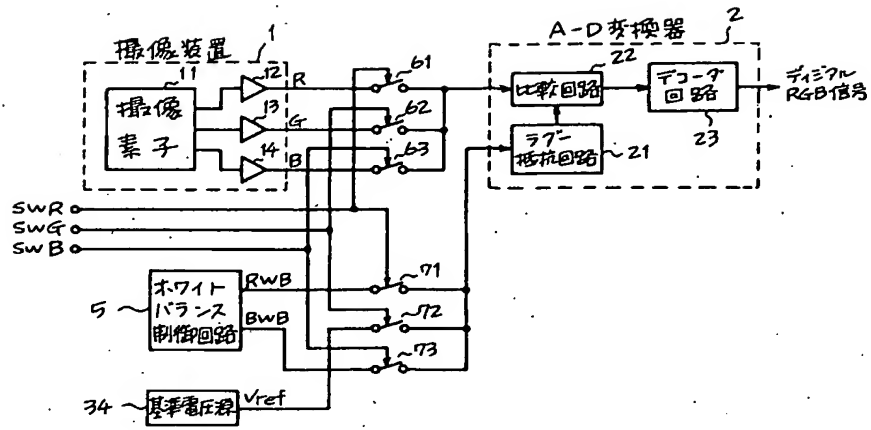 撮像装置
1
11
撮像
素子
12
13
14
R
G
B
61
62
63
A-D変換器
2
22
比較回路
デコーダ
回路
23
ラダー
抵抗回路
21
ディジタル
RGB信号
SWR
SWG
SWB
5
ホワイト
バランス
制御回路
RWB
BWB
71
72
73
34
基準電圧源
Vref